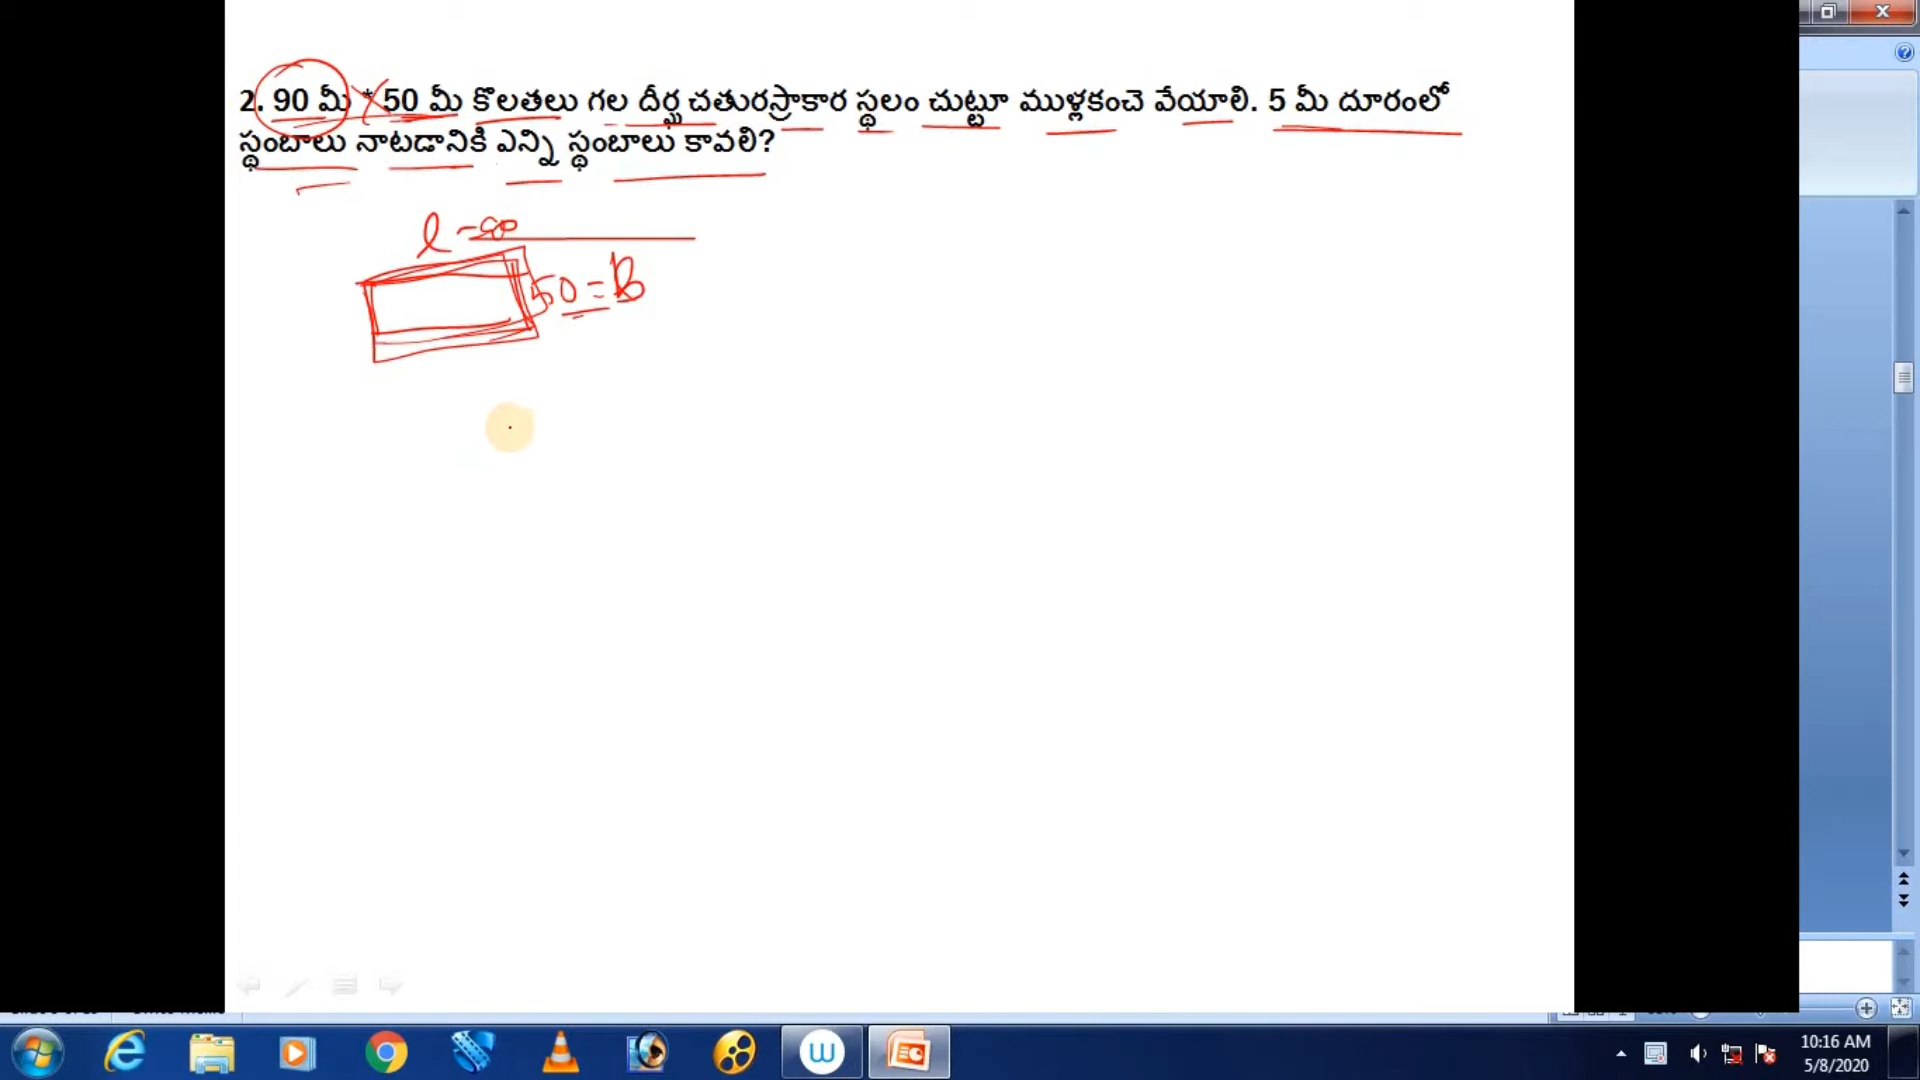 2. 90 మీ * 50 మీ కొలతలు గల దీర్ఘ చతురస్రాకార స్థలం చుట్టూ ముళ్లకంచె వేయాలి. 5 మీ దూరంలో
స్థంబాలు నాటడానికి ఎన్ని స్థంబాలు కావలి?
l - 90
50 = B
10:16 AM
5/8/2020